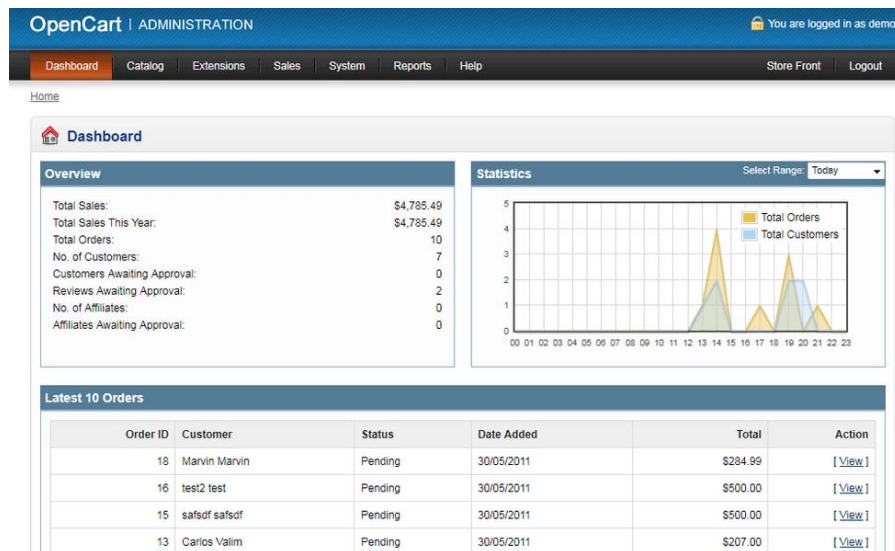 OpenCart | ADMINISTRATION You are logged in as demo
Dashboard Catalog Extensions Sales System Reports Help Store Front Logout
Home
Dashboard
Overview
Total Sales: $4,785.49
Total Sales This Year: $4,785.49
Total Orders: 10
No. of Customers: 7
Customers Awaiting Approval: 0
Reviews Awaiting Approval: 2
No. of Affiliates: 0
Affiliates Awaiting Approval: 0
Statistics Select Range: Today
Total Orders
Total Customers
5
4
3
2
1
0
00 01 02 03 04 05 06 07 08 09 10 11 12 13 14 15 16 17 18 19 20 21 22 23
Latest 10 Orders
Order ID Customer Status Date Added Total Action
18 Marvin Marvin Pending 30/05/2011 $284.99 [ View ]
16 test2 test Pending 30/05/2011 $500.00 [ View ]
15 safsdf safsdf Pending 30/05/2011 $500.00 [ View ]
13 Carlos Valim Pending 30/05/2011 $207.00 [ View ]